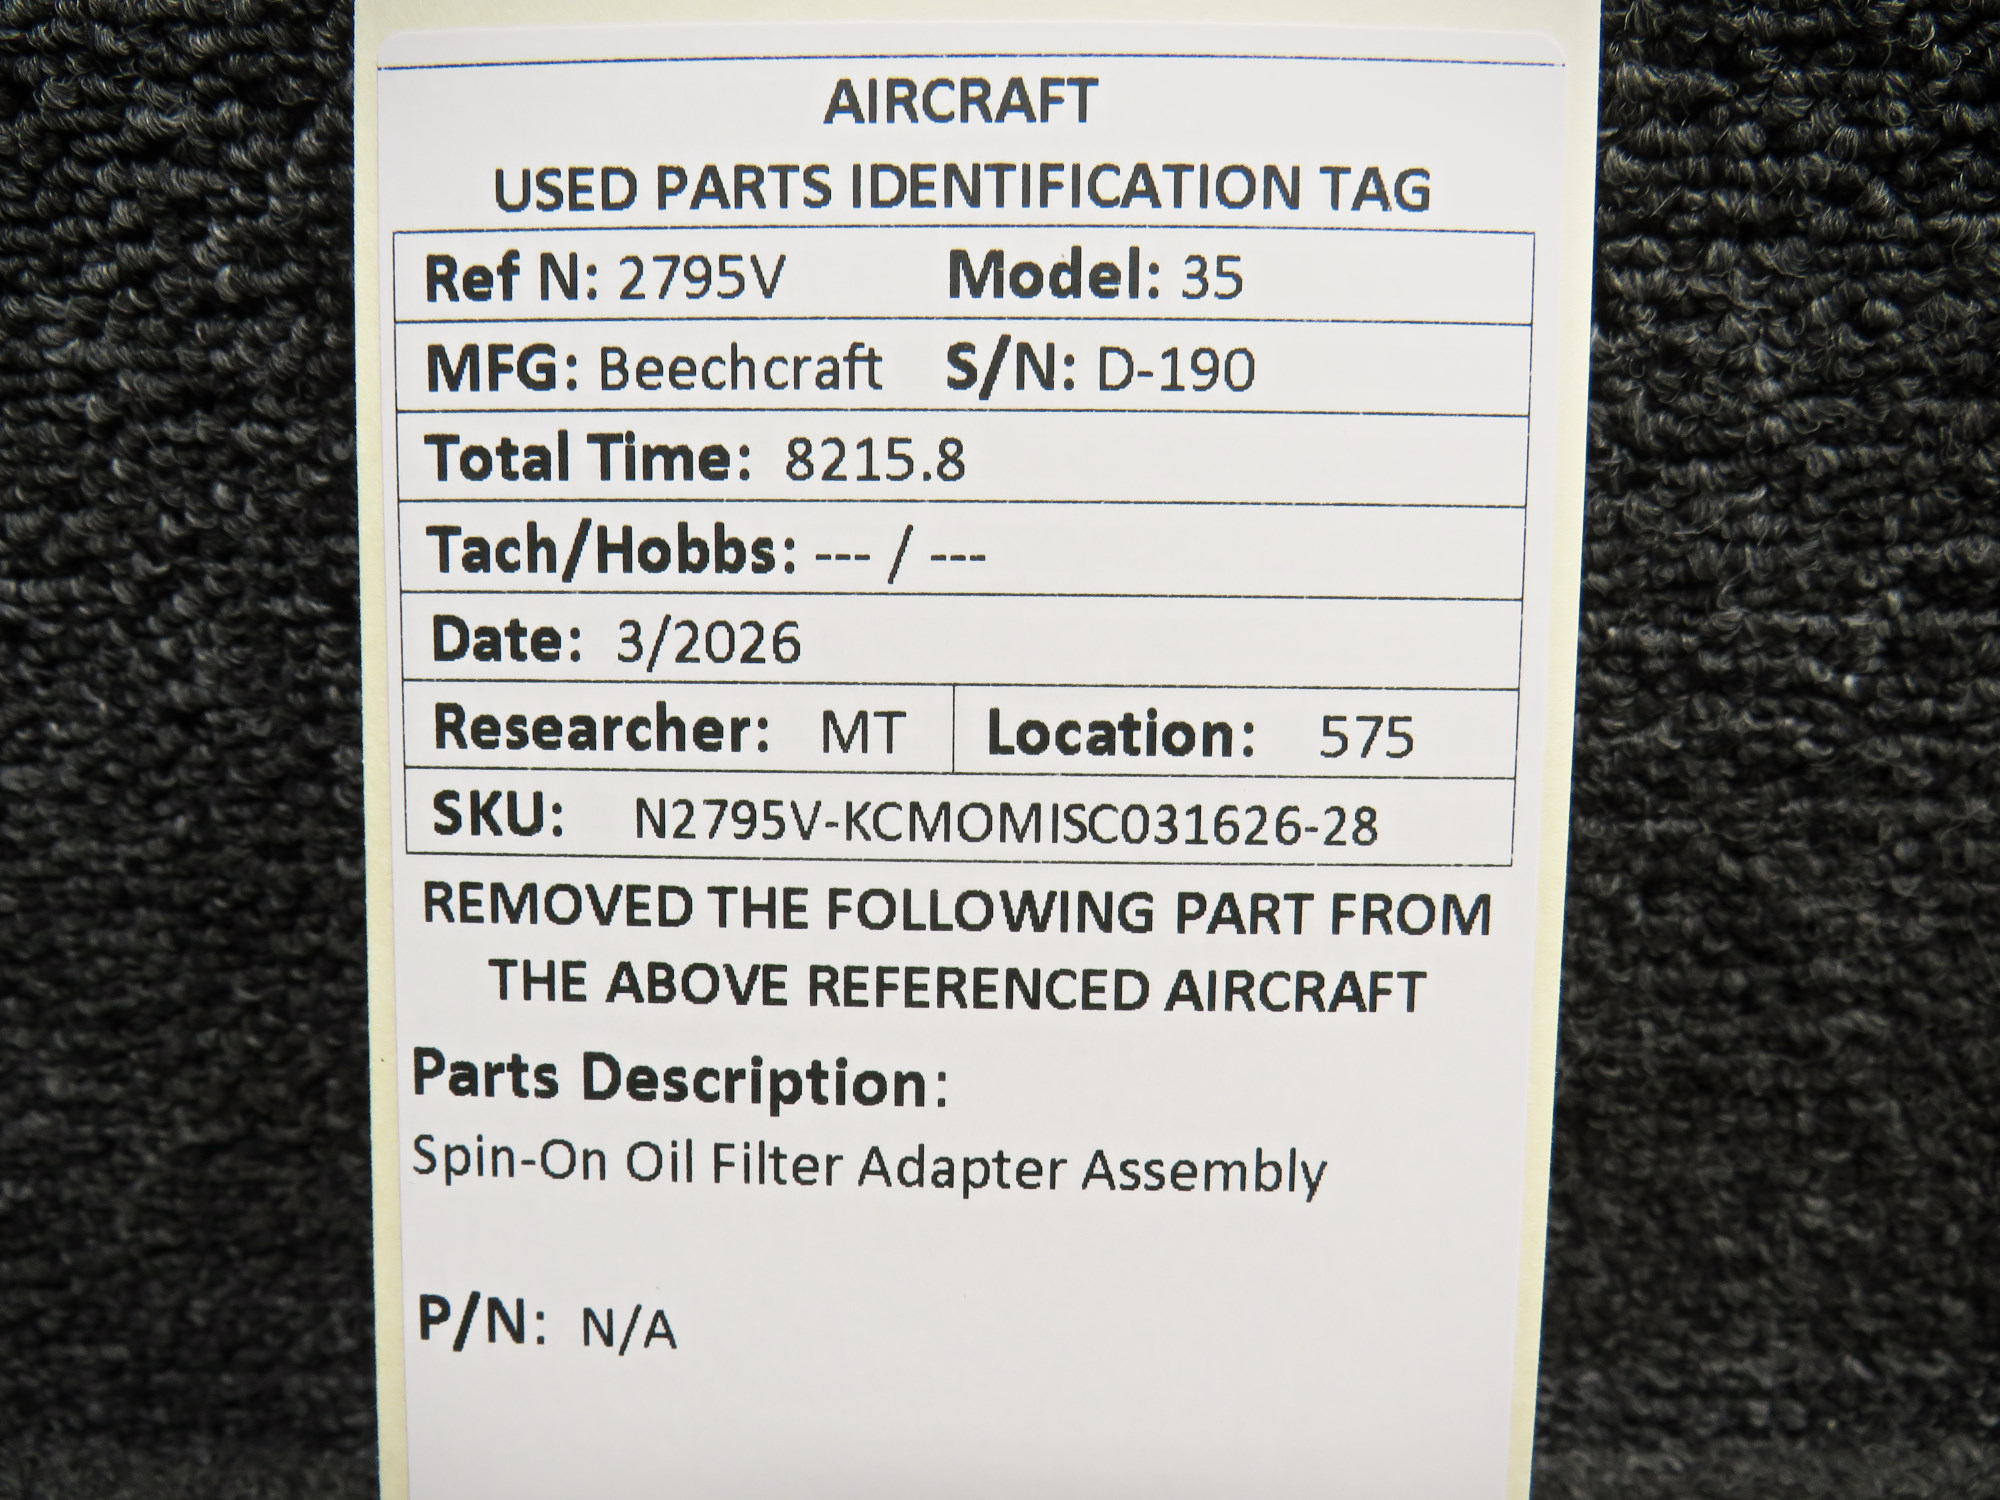 AIRCRAFT
USED PARTS IDENTIFICATION TAG
Ref N: 2795V Model: 35
MFG: Beechcraft S/N: D-190
Total Time: 8215.8
Tach/Hobbs: --- / ---
Date: 3/2026
Researcher: MT Location: 575
SKU: N2795V-KCMOMISC031626-28
REMOVED THE FOLLOWING PART FROM
THE ABOVE REFERENCED AIRCRAFT
Parts Description:
Spin-On Oil Filter Adapter Assembly
P/N: N/A